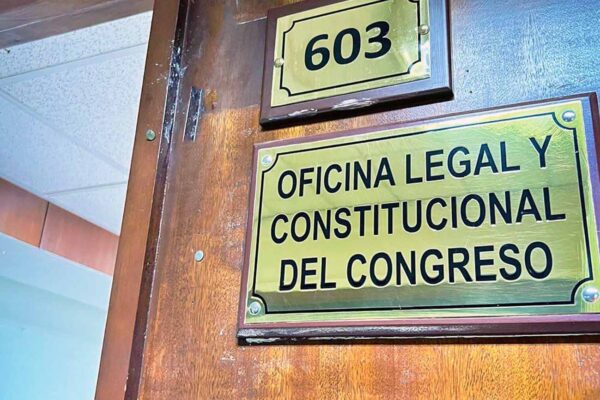 603
OFICINA LEGAL Y
CONSTITUCIONAL
DEL CONGRESO